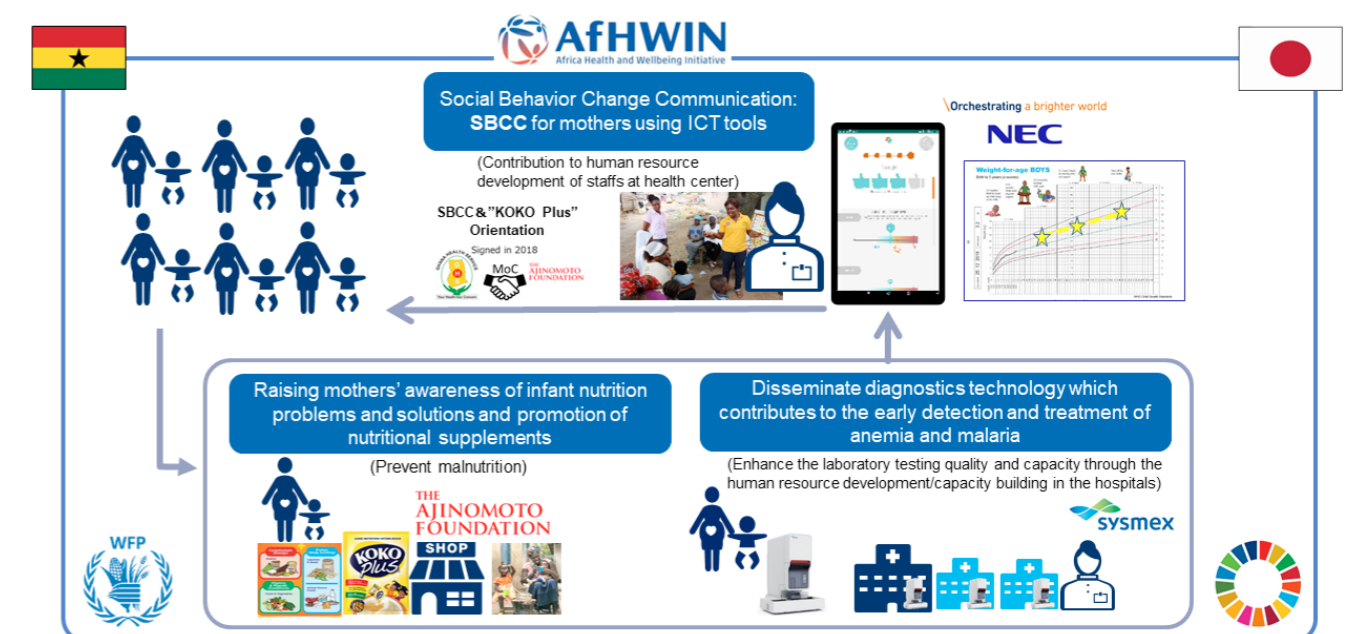 AfHWIN
Africa Health and Wellbeing Initiative
Social Behavior Change Communication:
SBCC for mothers using ICT tools
(Contribution to human resource
development of staffs at health center)
SBCC&"KOKO Plus"
Orientation
Signed in 2018
MoC
THE
AJINOMOTO
FOUNDATION
\Orchestrating a brighter world
NEC
Weight-for-age BOYS
Raising mothers' awareness of infant nutrition
problems and solutions and promotion of
nutritional supplements
(Prevent malnutrition)
THE
AJINOMOTO
FOUNDATION
KOKO
Plus
SHOP
Disseminate diagnostics technology which
contributes to the early detection and treatment of
anemia and malaria
(Enhance the laboratory testing quality and capacity through the
human resource development/capacity building in the hospitals)
sysmex
WFP